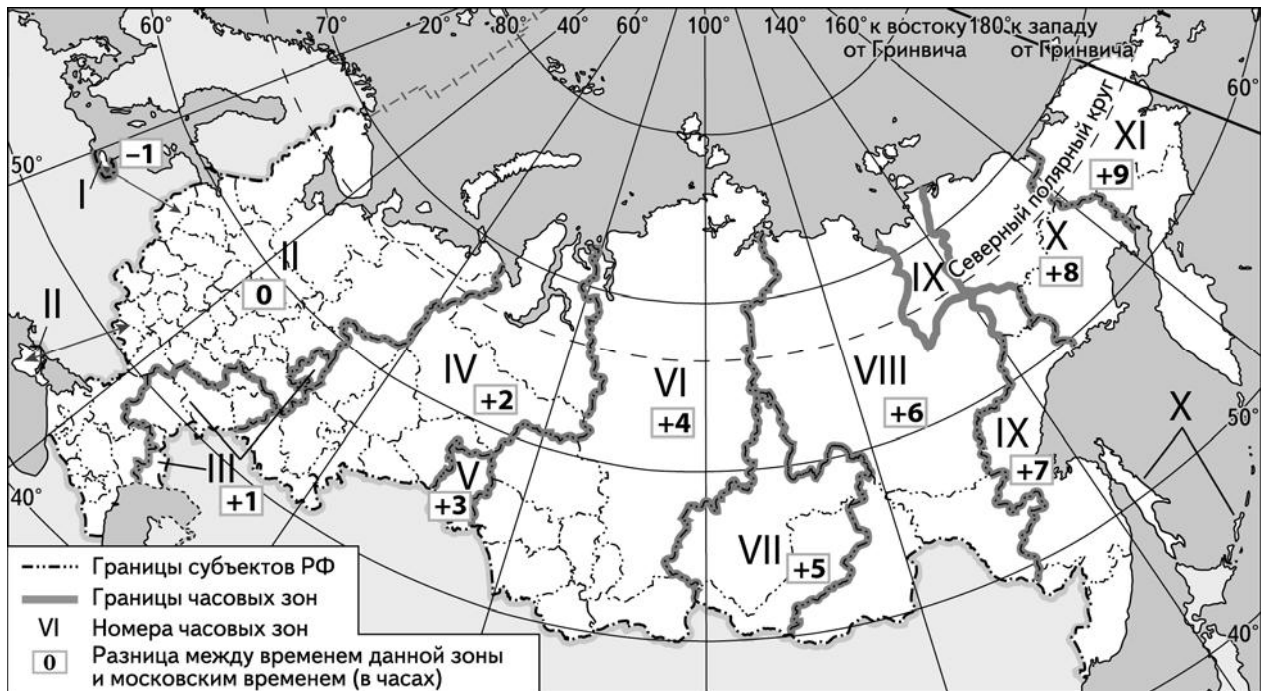 60° 70° 20° 40° 60° 80° 100° 120° 140° 160° к востоку 180° к западу
от Гринвича от Гринвича
60°
50°
Северный полярный круг
XI
+9
–1
I
II
0
IX
X
+8
II
IV
+2
VI
+4
VIII
+6
X
50°
IX
+7
V
+3
III
+1
40°
VII
+5
40°
Границы субъектов РФ
Границы часовых зон
VI Номера часовых зон
0 Разница между временем данной зоны
и московским временем (в часах)